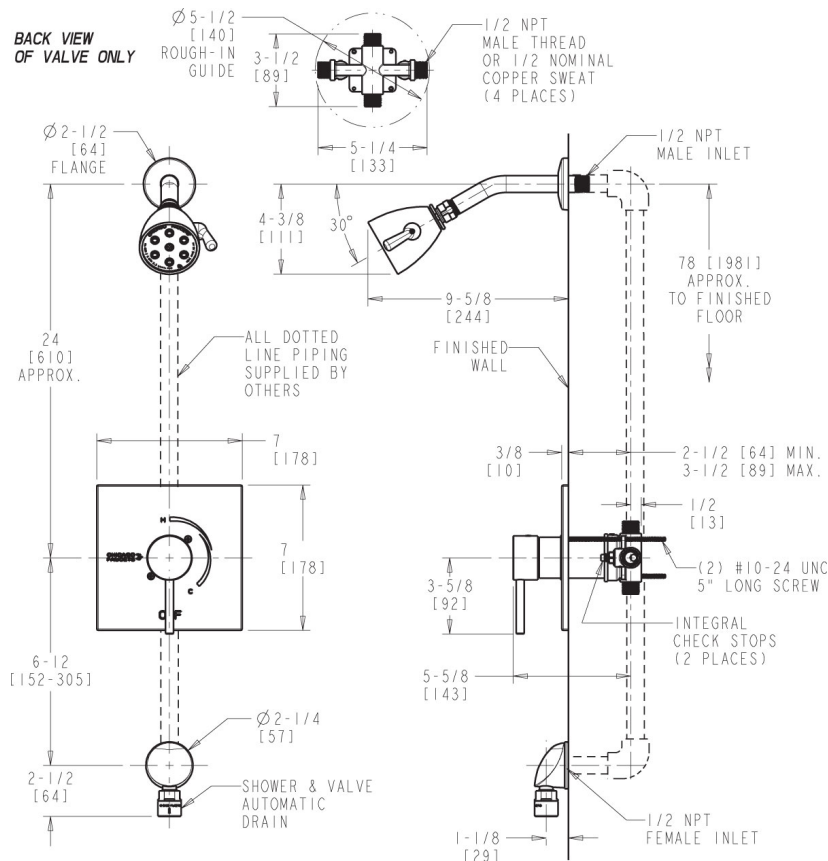 BACK VIEW
OF VALVE ONLY
Ø5-1/2
[140]
ROUGH-IN
GUIDE
3-1/2
[89]
1/2 NPT
MALE THREAD
OR 1/2 NOMINAL
COPPER SWEAT
(4 PLACES)
5-1/4
[133]
Ø2-1/2
[64]
FLANGE
1/2 NPT
MALE INLET
4-3/8
[111]
30°
9-5/8
[244]
78 [1981]
APPROX.
TO FINISHED
FLOOR
24
[610]
APPROX.
ALL DOTTED
LINE PIPING
SUPPLIED BY
OTHERS
FINISHED
WALL
7
[178]
3/8
[10]
2-1/2 [64] MIN.
3-1/2 [89] MAX.
1/2
[13]
H
CHICAGO
FAUCETS
C
OFF
7
[178]
3-5/8
[92]
(2) #10-24 UNC
5" LONG SCREW
INTEGRAL
CHECK STOPS
(2 PLACES)
6-12
[152-305]
5-5/8
[143]
Ø2-1/4
[57]
2-1/2
[64]
SHOWER & VALVE
AUTOMATIC
DRAIN
1/2 NPT
FEMALE INLET
1-1/8
[29]